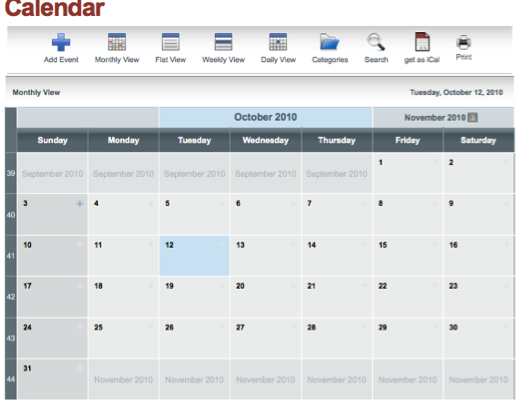 Calendar
Add Event Monthly View Flat View Weekly View Daily View Categories Search get as iCal Print
Monthly View Tuesday, October 12, 2010
October 2010 November 2010
Sunday Monday Tuesday Wednesday Thursday Friday Saturday
39 September 2010 September 2010 September 2010 September 2010 September 2010 1 2
40 3 4 5 6 7 8 9
41 10 11 12 13 14 15 16
42 17 18 19 20 21 22 23
43 24 25 26 27 28 29 30
44 31 November 2010 November 2010 November 2010 November 2010 November 2010 November 2010